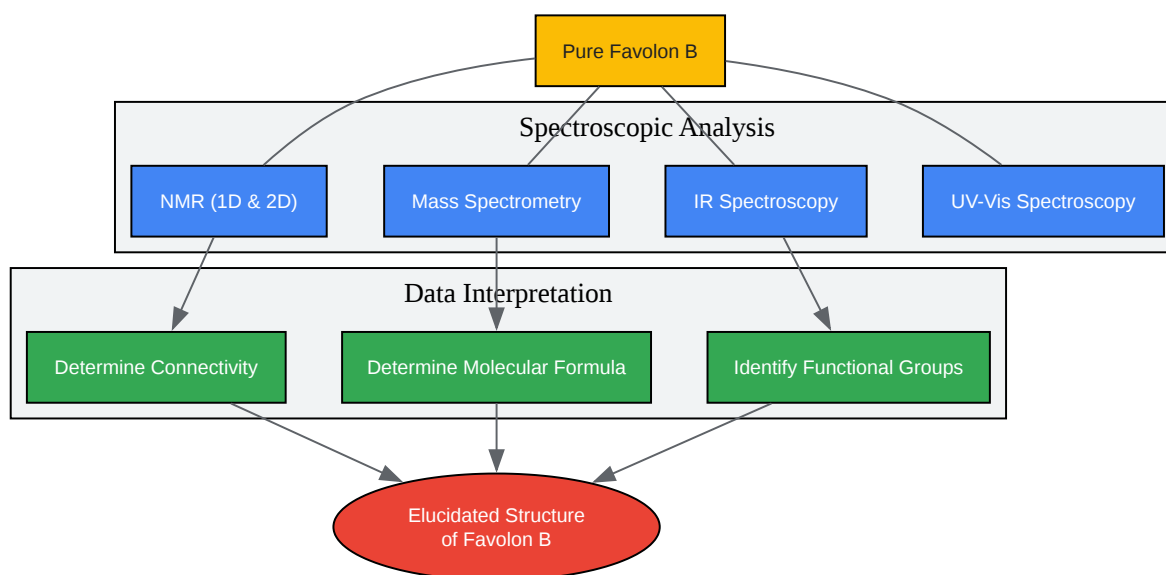 Pure Favolon B
Spectroscopic Analysis
NMR (1D & 2D)
Mass Spectrometry
IR Spectroscopy
UV-Vis Spectroscopy
Data Interpretation
Determine Connectivity
Determine Molecular Formula
Identify Functional Groups
Elucidated Structure
of Favolon B